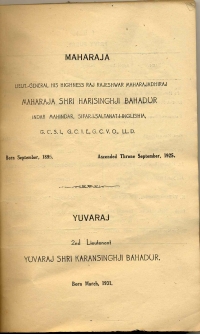 MAHARAJA
LIEUT.-GENERAL HIS HIGHNESS RAJ RAJESHWAR MAHARAJADHIRAJ
MAHARAJA SHRI HARISINGHJI BAHADUR
INDAR MAHINDAR, SIPAR-I-SALTANAT-I-INGLISHIA,
G. C. S. I., G. C. I. E., G. C. V. O., LL. D.
Born September, 1895. Ascended Throne September, 1925.
YUVARAJ
2nd Lieutenant
YUVARAJ SHRI KARANSINGHJI BAHADUR.
Born March, 1931.